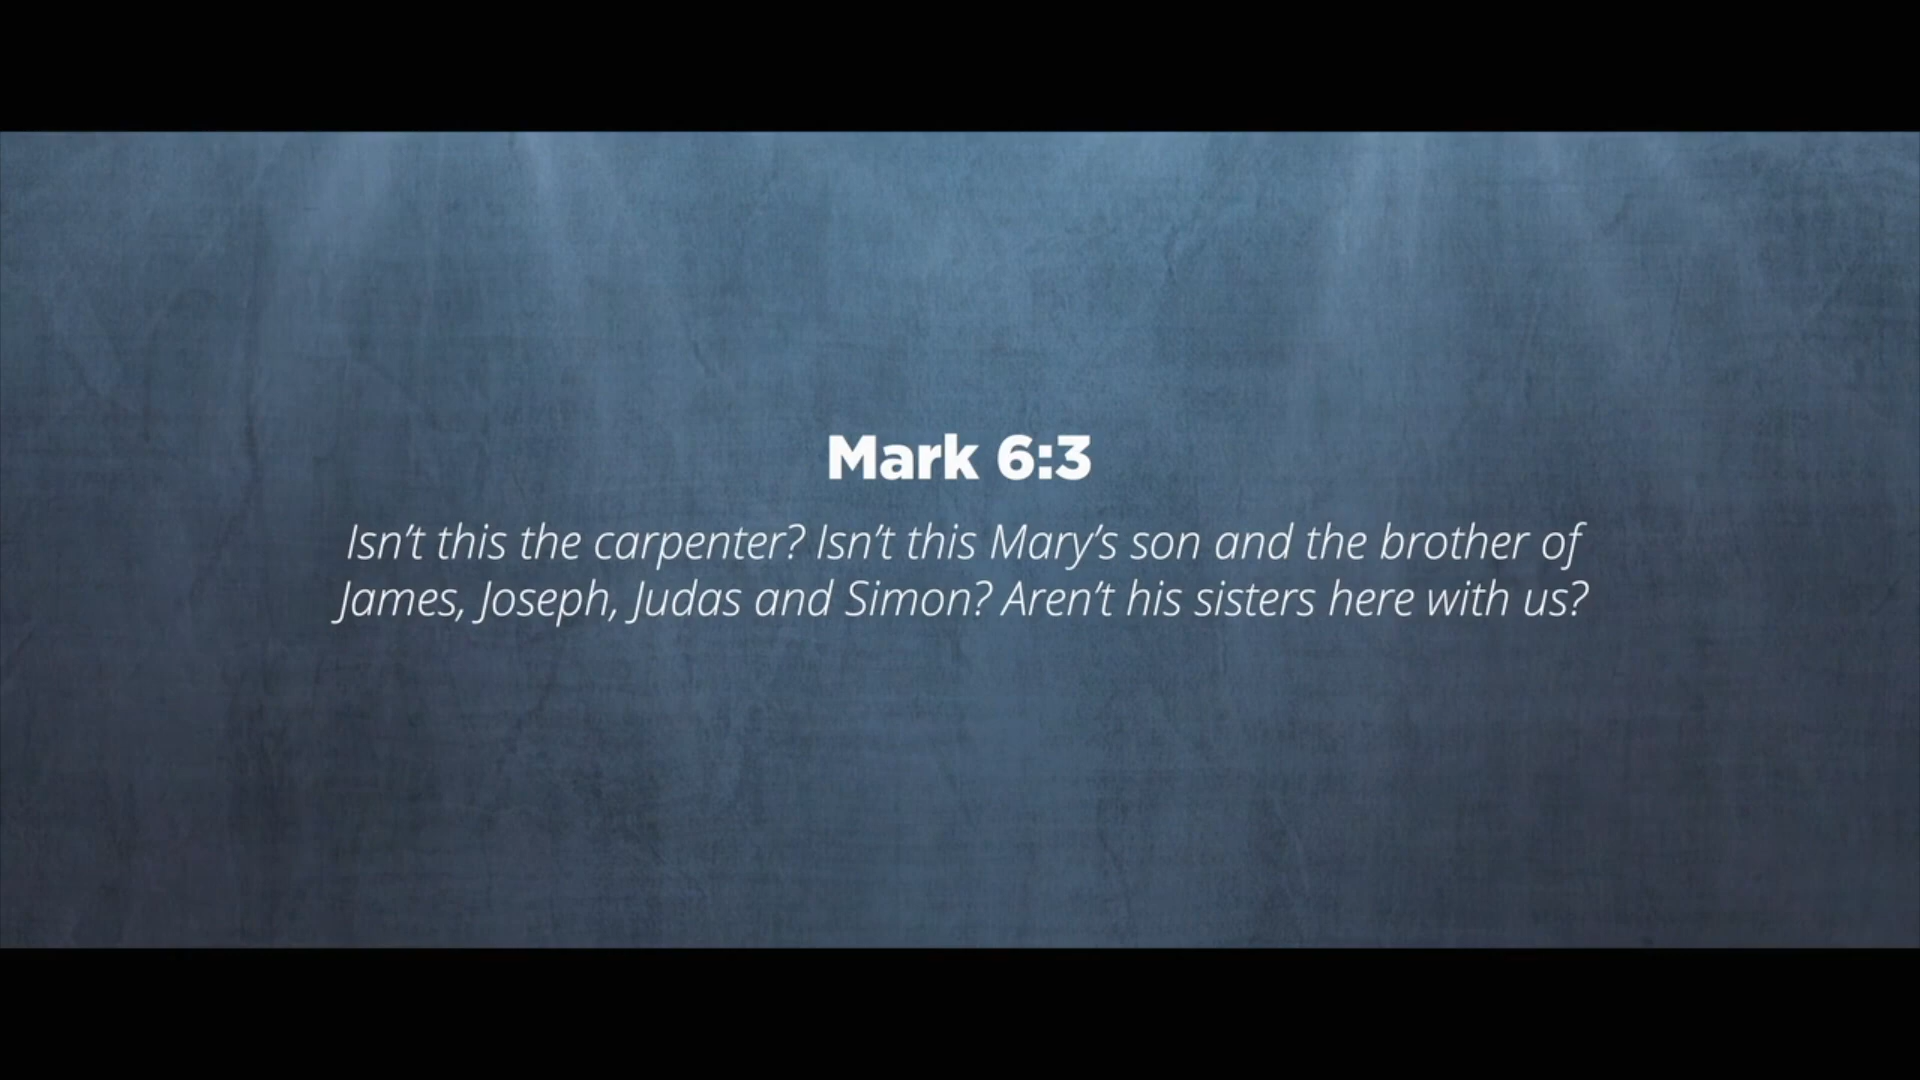 Mark 6:3
Isn't this the carpenter? Isn't this Mary's son and the brother of
James, Joseph, Judas and Simon? Aren't his sisters here with us?